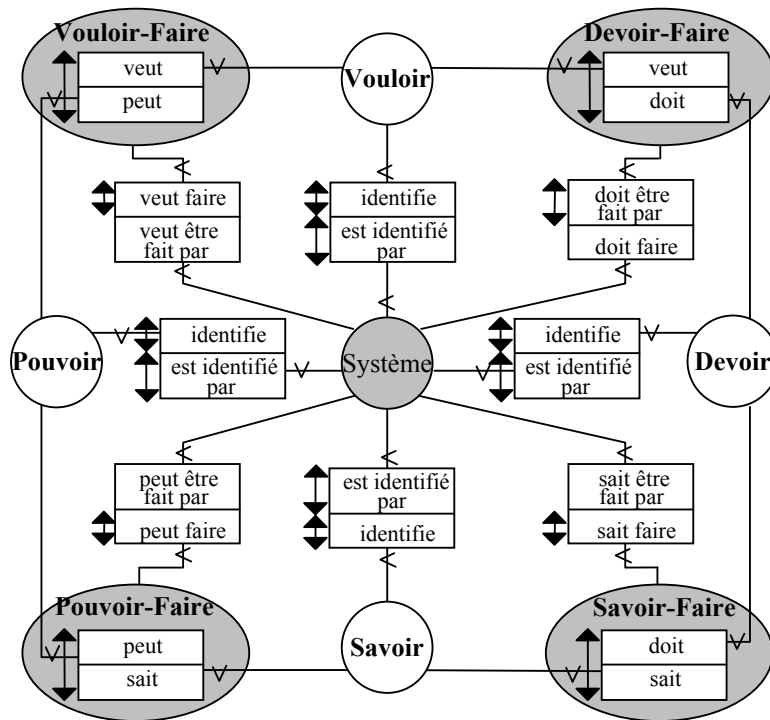 Vouloir-Faire
veut
peut
Vouloir
Devoir-Faire
veut
doit
veut faire
veut être
fait par
identifie
est identifié
par
doit être
fait par
doit faire
Pouvoir
identifie
est identifié
par
Système
identifie
est identifié
par
Devoir
peut être
fait par
peut faire
est identifié
par
identifie
sait être
fait par
sait faire
Pouvoir-Faire
peut
sait
Savoir
Savoir-Faire
doit
sait